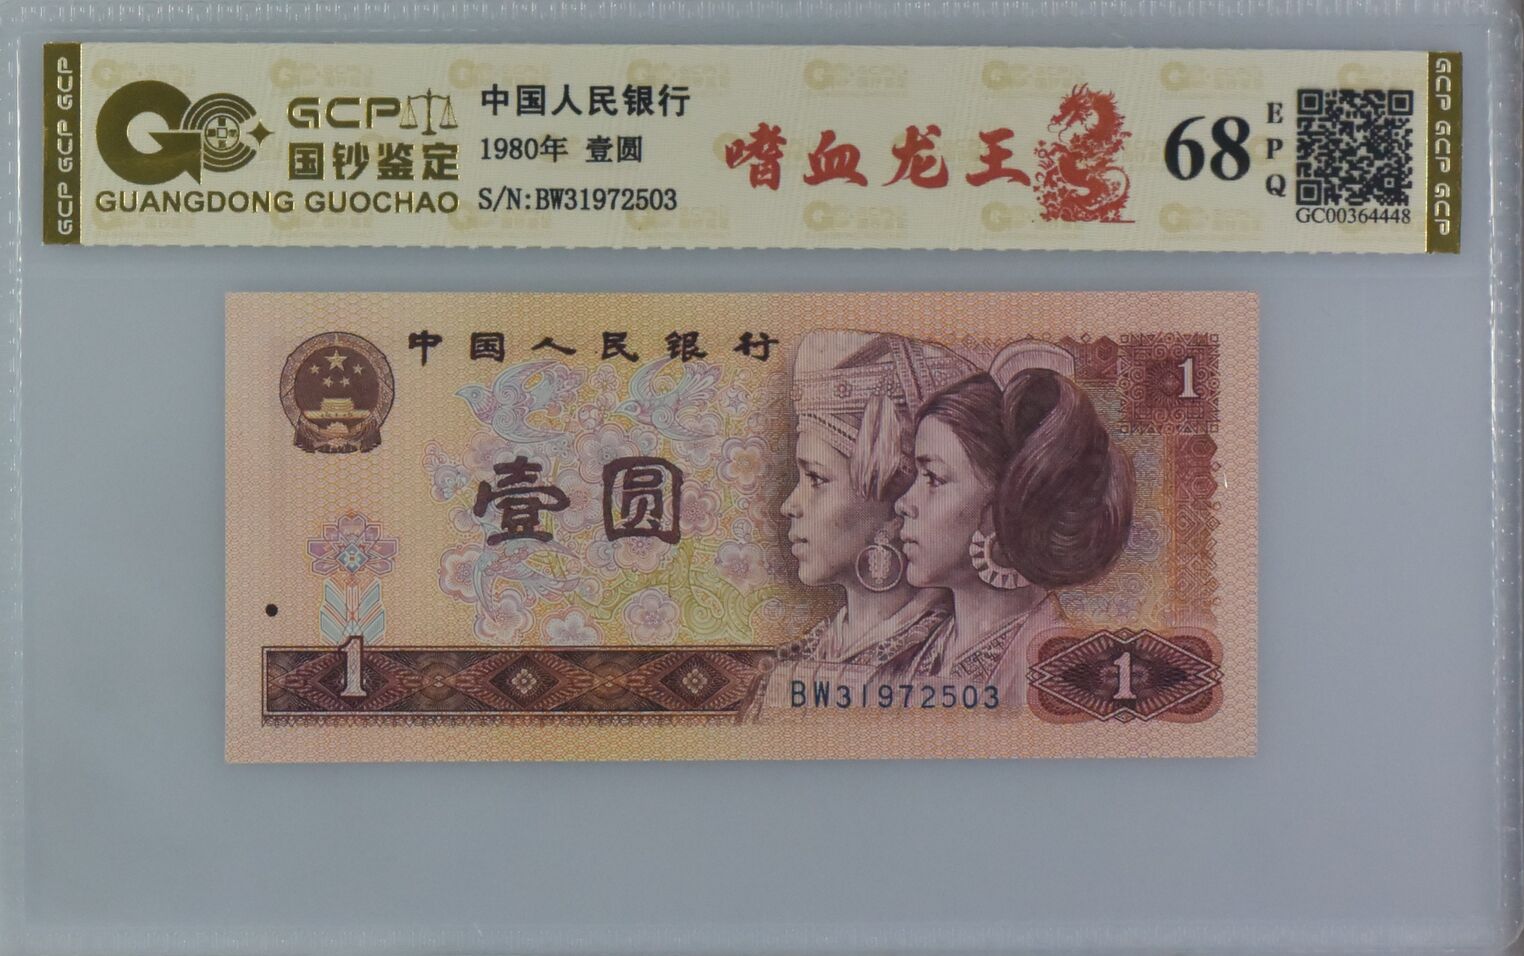 GCP GCP GCP
GCP
国钞鉴定
GUANGDONG GUOCHAO
中国人民银行
1980年 壹圆
S/N:BW31972503
嗜血龙王
68
EPQ
GC00364448
GCP GCP GCP
中国人民银行
1
壹圆
1
BW31972503
1